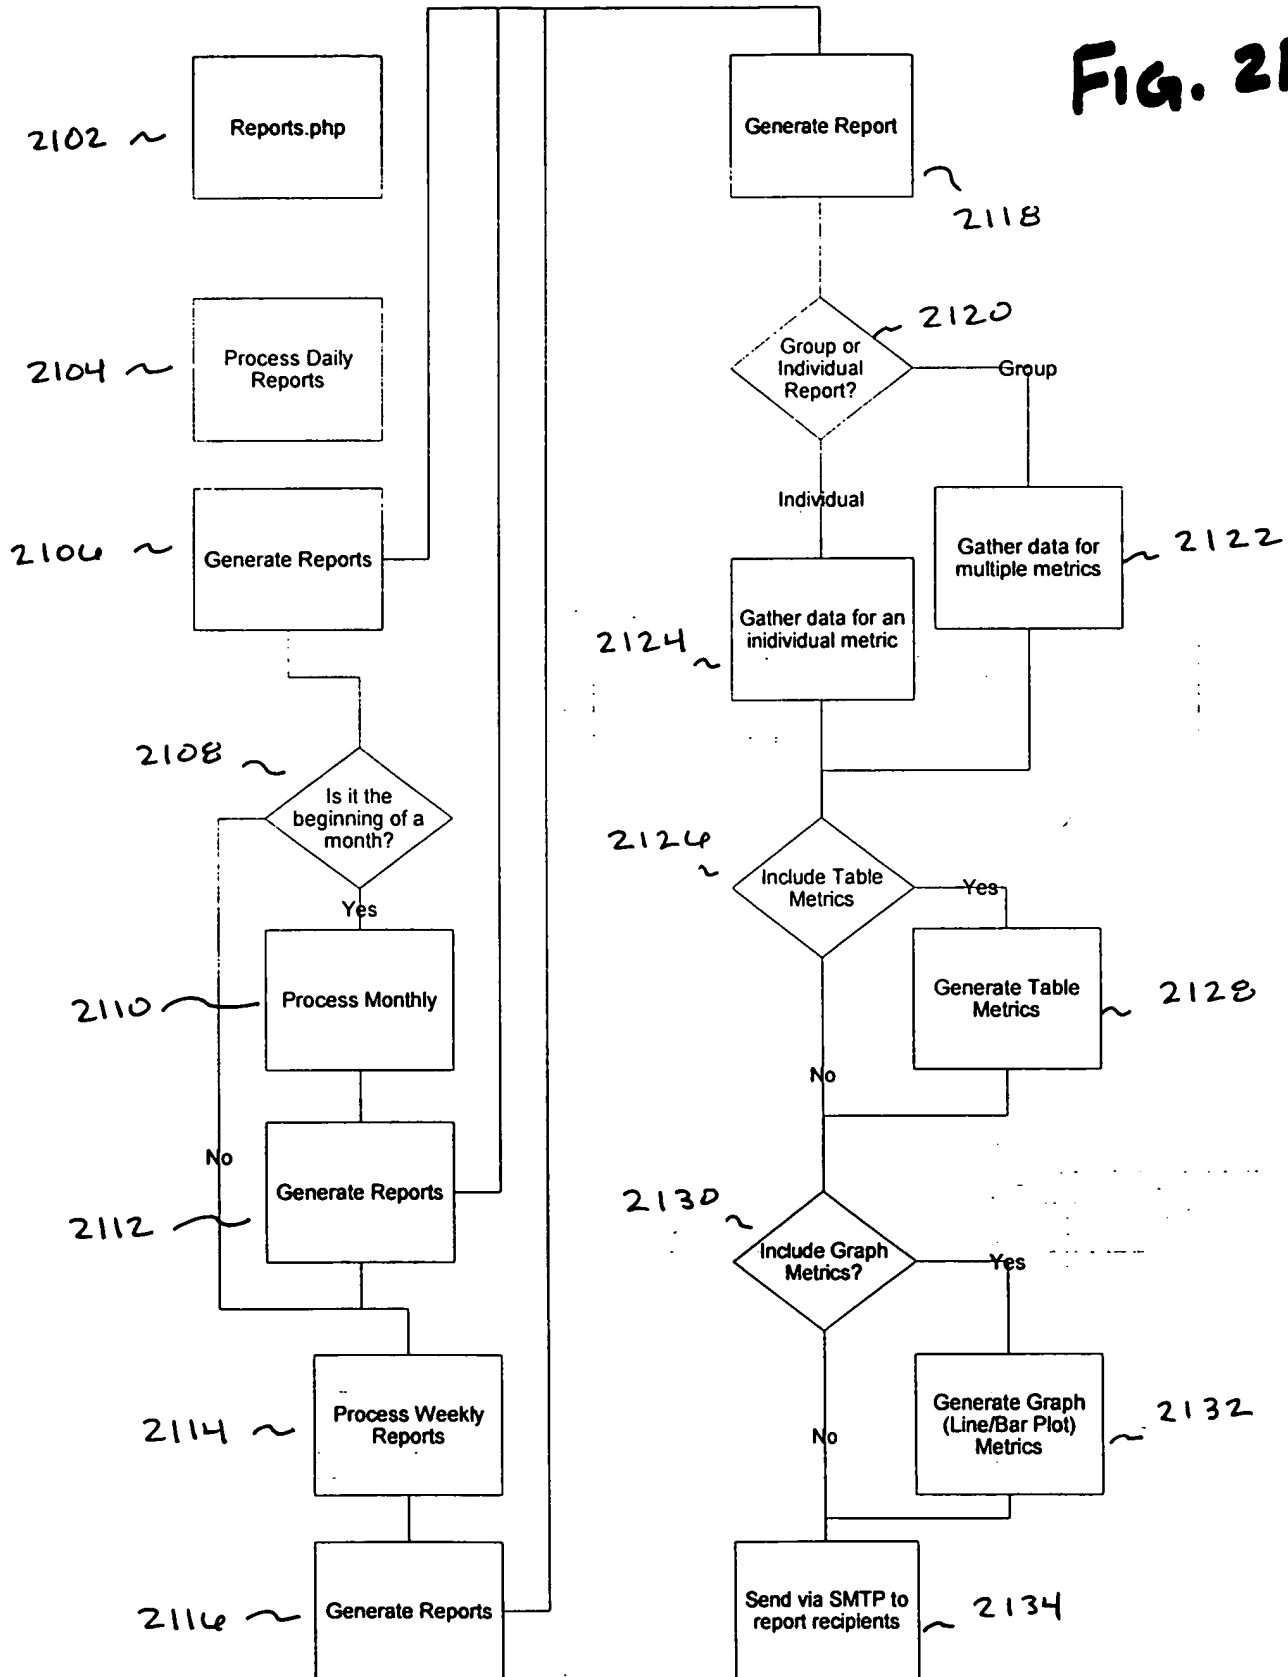 FIG. 21
2102
Reports.php
2104
Process Daily
Reports
2106
Generate Reports
2108
Is it the
beginning of a
month?
Yes
No
2110
Process Monthly
2112
Generate Reports
2114
Process Weekly
Reports
2116
Generate Reports
Generate Report
2118
2120
Group or
Individual
Report?
Group
Individual
Gather data for
multiple metrics
2122
2124
Gather data for an
inidividual metric
2126
Include Table
Metrics
Yes
No
Generate Table
Metrics
2128
2130
Include Graph
Metrics?
Yes
No
Generate Graph
(Line/Bar Plot)
Metrics
2132
Send via SMTP to
report recipients
2134